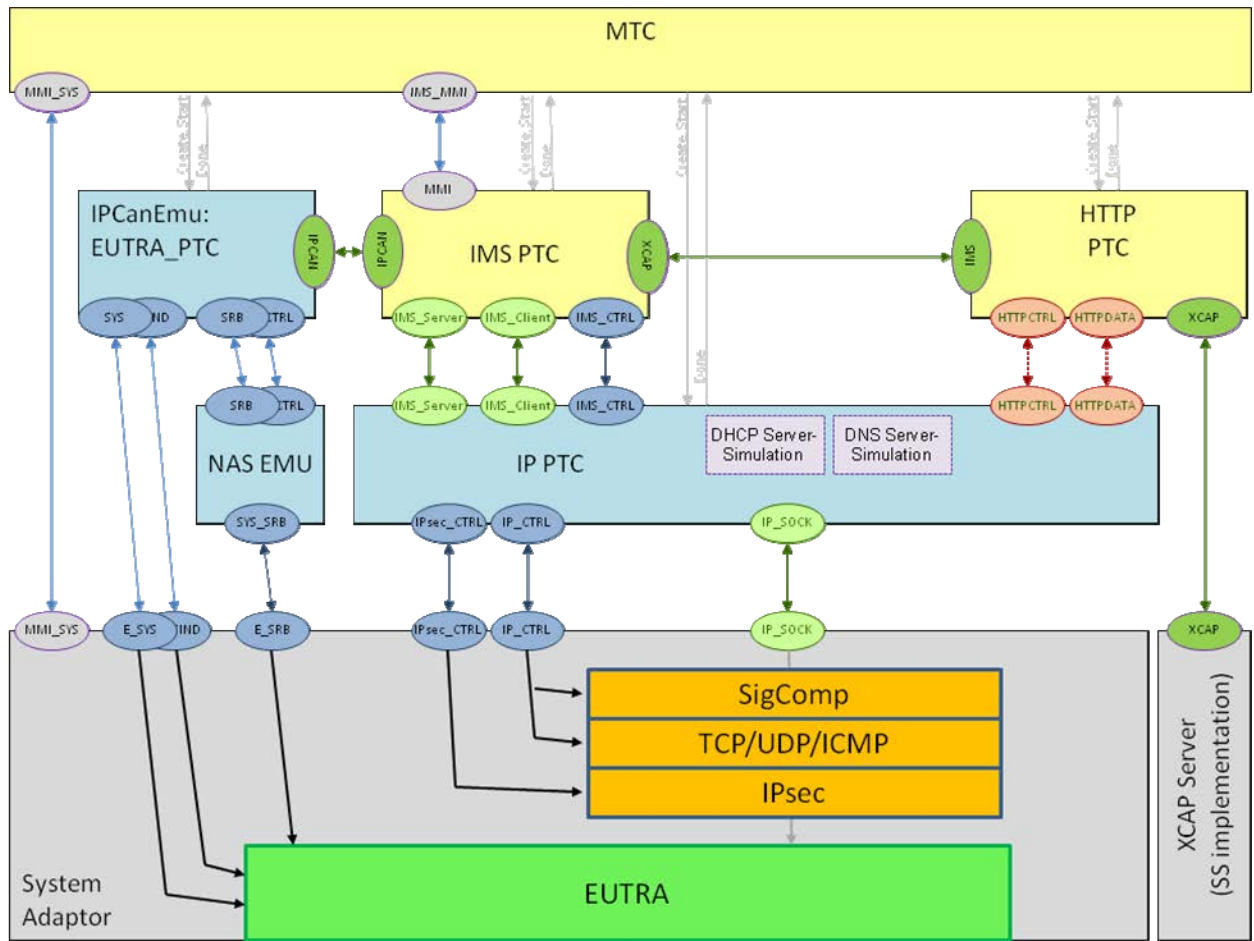 MTC
MMI_SYS
IMS_MMI
Create, Start
Done
Create, Start
Done
Create, Start
Done
Create, Start
Done
MMI
IPCanEmu:
EUTRA_PTC
IPCAN
IPCAN
IMS PTC
XCAP
SMI
HTTP
PTC
SYS
IND
SRB
CTRL
IMS_Server
IMS_Client
IMS_CTRL
HTTPCTRL
HTTPDATA
XCAP
SRB
CTRL
IMS_Server
IMS_Client
IMS_CTRL
HTTPCTRL
HTTPDATA
NAS EMU
IP PTC
DHCP Server-
Simulation
DNS Server-
Simulation
SYS_SRB
IPsec_CTRL
IP_CTRL
IP_SOCK
MMI_SYS
E_SYS
IND
E_SRB
IPsec_CTRL
IP_CTRL
IP_SOCK
XCAP
SigComp
TCP/UDP/ICMP
IPsec
EUTRA
System
Adaptor
XCAP Server
(SS implementation)